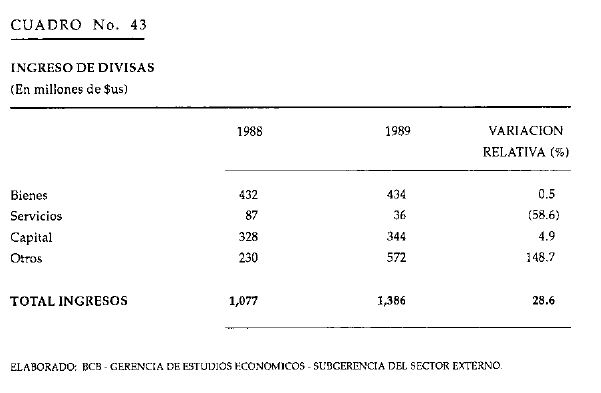 CUADRO No. 43
INGRESO DE DIVISAS
(En millones de $us)
1988 1989 VARIACION
RELATIVA (%)
Bienes 432 434 0.5
Servicios 87 36 (58.6)
Capital 328 344 4.9
Otros 230 572 148.7
TOTAL INGRESOS 1,077 1,386 28.6
ELABORADO: BCB - GERENCIA DE ESTUDIOS ECONOMICOS - SUBGERENCIA DEL SECTOR EXTERNO.